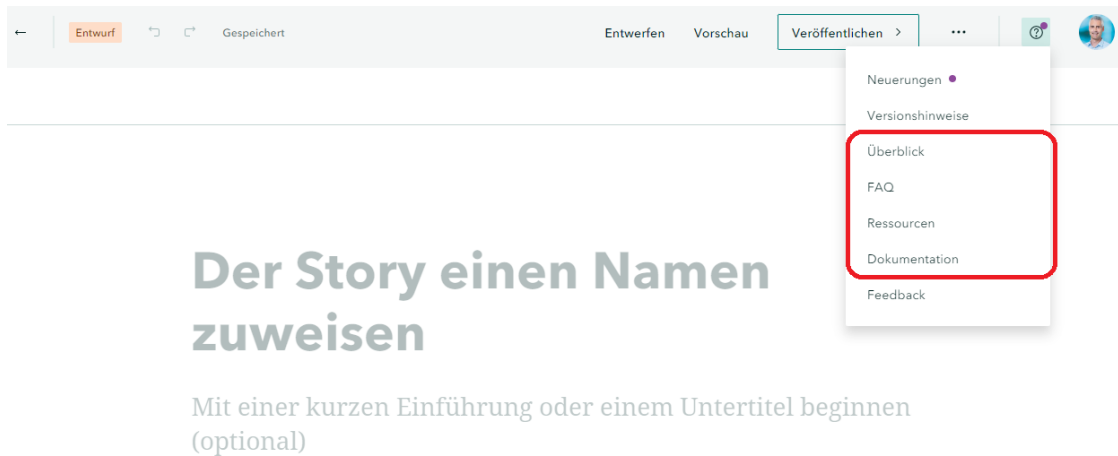 Entwurf Gespeichert Entwerfen Vorschau Veröffentlichen
Neuerungen
Versionshinweise
Überblick
FAQ
Ressourcen
Dokumentation
Feedback
Der Story einen Namen
zuweisen
Mit einer kurzen Einführung oder einem Untertitel beginnen
(optional)